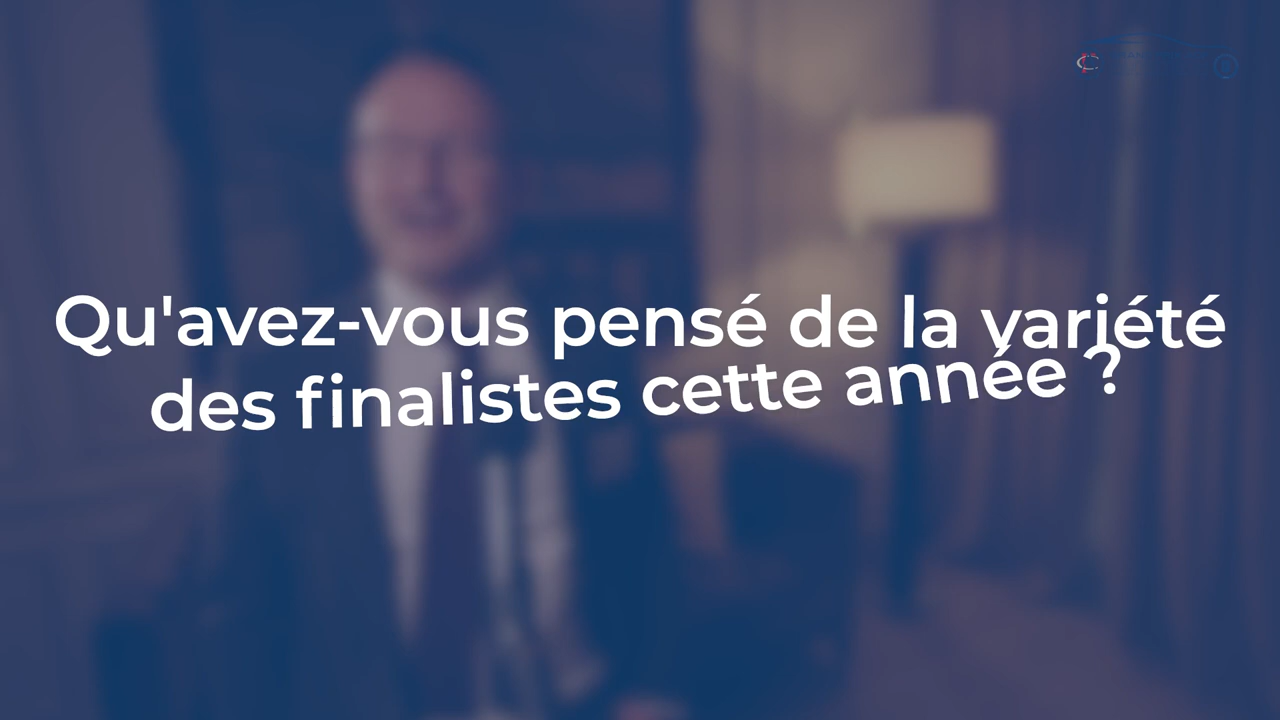 Qu'avez-vous pensé de la variété
des finalistes cette année ?